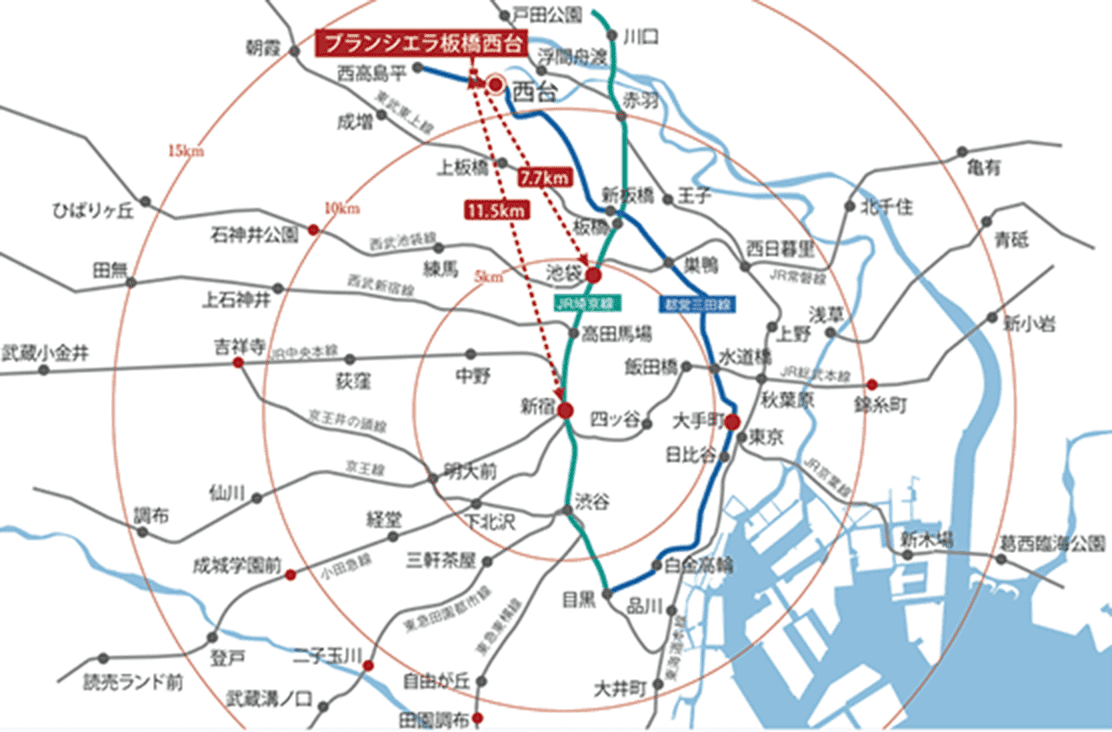 戸田公園
川口
朝霞
ブランシエラ板橋西台
浮間舟渡
西高島平
西台
赤羽
東武東上線
成増
15km
上板橋
7.7km
亀有
10km
11.5km
新板橋
王子
北千住
ひばりヶ丘
石神井公園
西武池袋線
板橋
青砥
練馬
西日暮里
巣鴨
田無
5km
池袋
JR常磐線
上石神井
西武新宿線
JR埼京線
都営三田線
浅草
新小岩
高田馬場
上野
武蔵小金井
吉祥寺
JR中央本線
荻窪
中野
飯田橋
水道橋
JR総武本線
秋葉原
錦糸町
新宿
四ッ谷
大手町
東京
京王井の頭線
日比谷
京王線
明大前
JR京葉線
仙川
渋谷
調布
下北沢
経堂
新木場
葛西臨海公園
成城学園前
小田急線
三軒茶屋
白金高輪
目黒
品川
東急田園都市線
東急東横線
東海道本線
登戸
二子玉川
読売ランド前
自由が丘
大井町
武蔵溝ノ口
田園調布